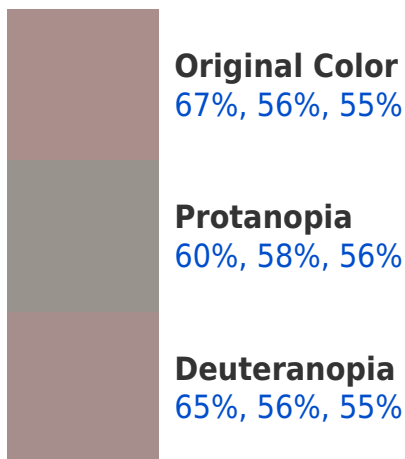 Original Color
67%, 56%, 55%
Protanopia
60%, 58%, 56%
Deuteranopia
65%, 56%, 55%